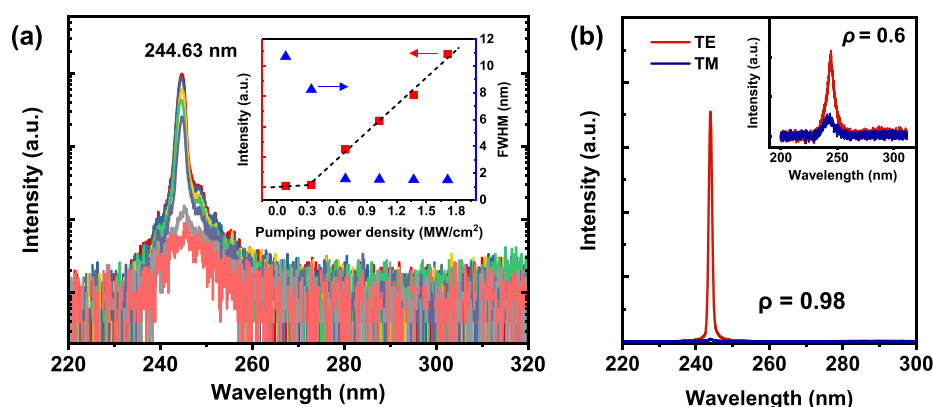 (a)
244.63 nm
Intensity (a.u.)
220 240 260 280 300 320
Wavelength (nm)
Intensity (a.u.)
12
10
8
6
4
2
0
FWHM (nm)
0.0 0.3 0.6 0.9 1.2 1.5 1.8
Pumping power density (MW/cm²)
(b)
TE
TM
ρ = 0.98
Intensity (a.u.)
220 240 260 280 300
Wavelength (nm)
ρ = 0.6
Intensity (a.u.)
200 250 300
Wavelength (nm)